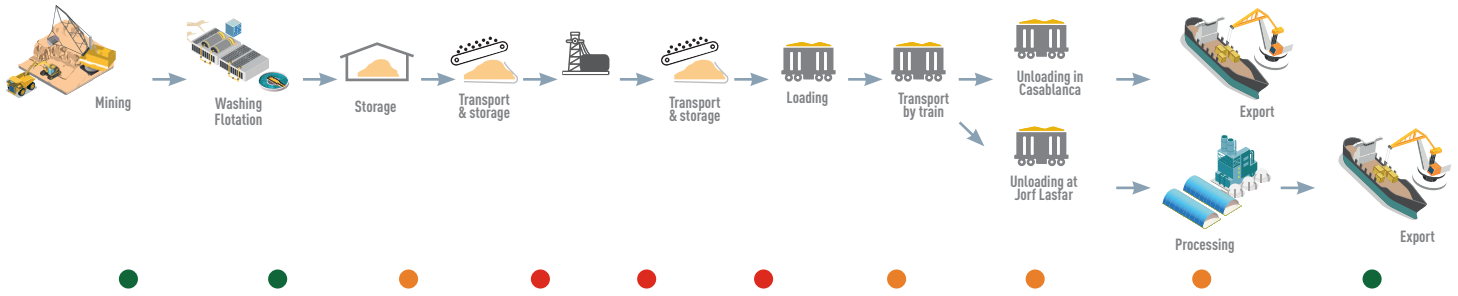 Mining
Washing
Flotation
Storage
Transport
& storage
Transport
& storage
Loading
Transport
by train
Unloading in
Casablanca
Export
Unloading at
Jorf Lasfar
Processing
Export